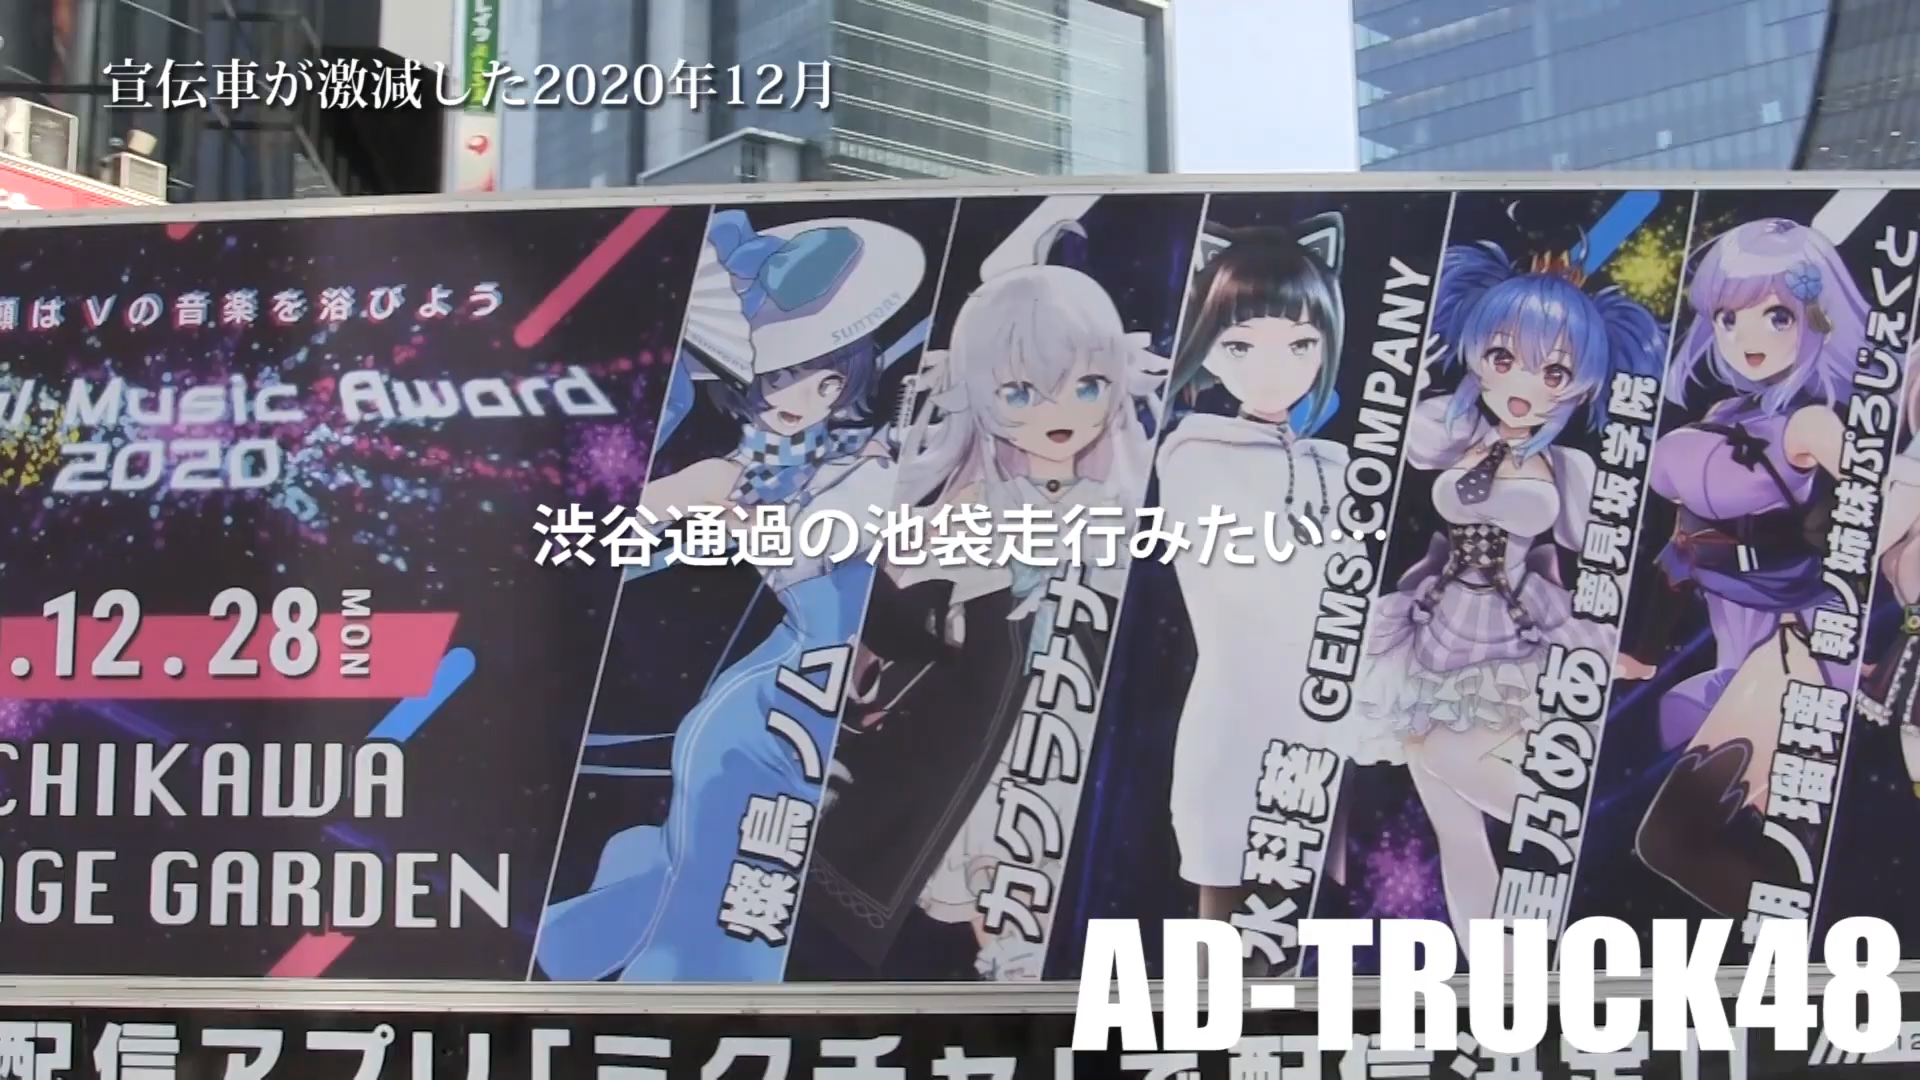 宣伝車が激減した2020年12月
顔はVの音楽を浴びよう
Music Award
2020
渋谷通過の池袋走行みたい…
.12.28
MON
CHIKAWA
AGE GARDEN
SUNTORY
燦鳥ノム
カグラナナ
水科葵 GEMS COMPANY
星乃めあ 夢見坂学院
朝ノ瑠璃 朝ノ姉妹ぷろじぇくと
AD-TRUCK48
配信アプリ「ミクチャ」で配信